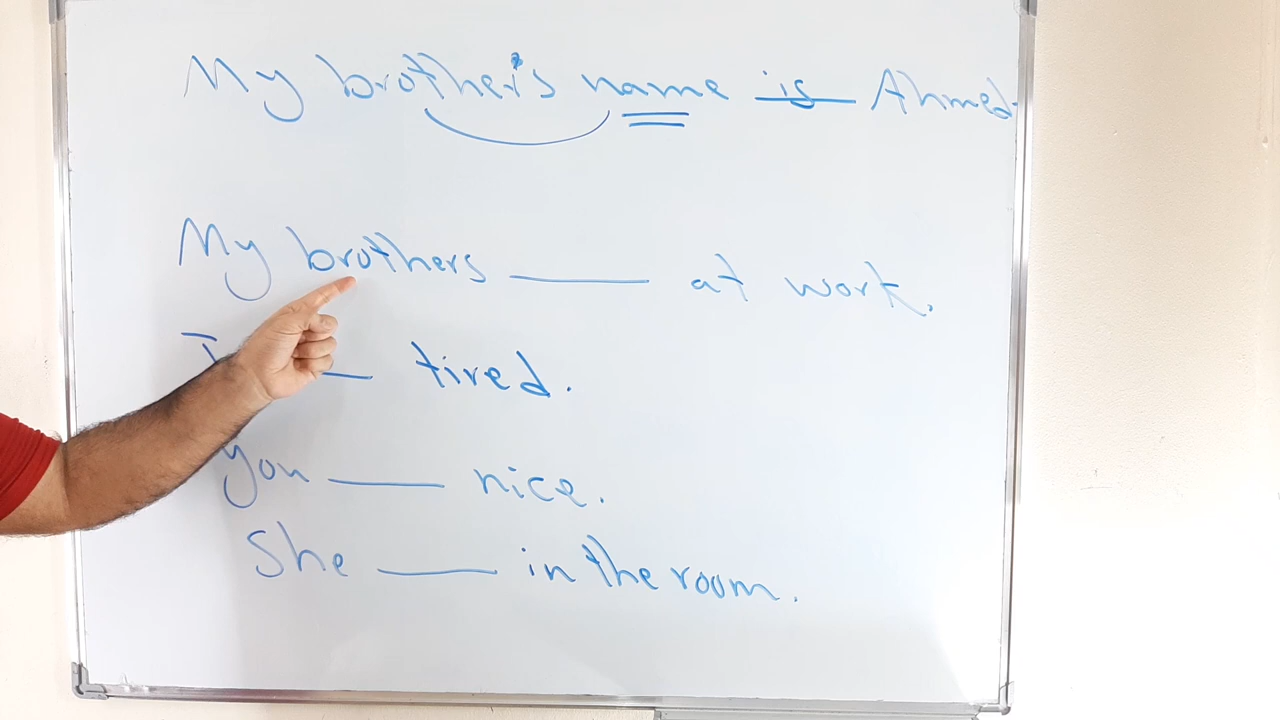 My brother's name is Ahmed.
My brothers ____ at work.
I ____ tired.
You ____ nice.
She ____ in the room.